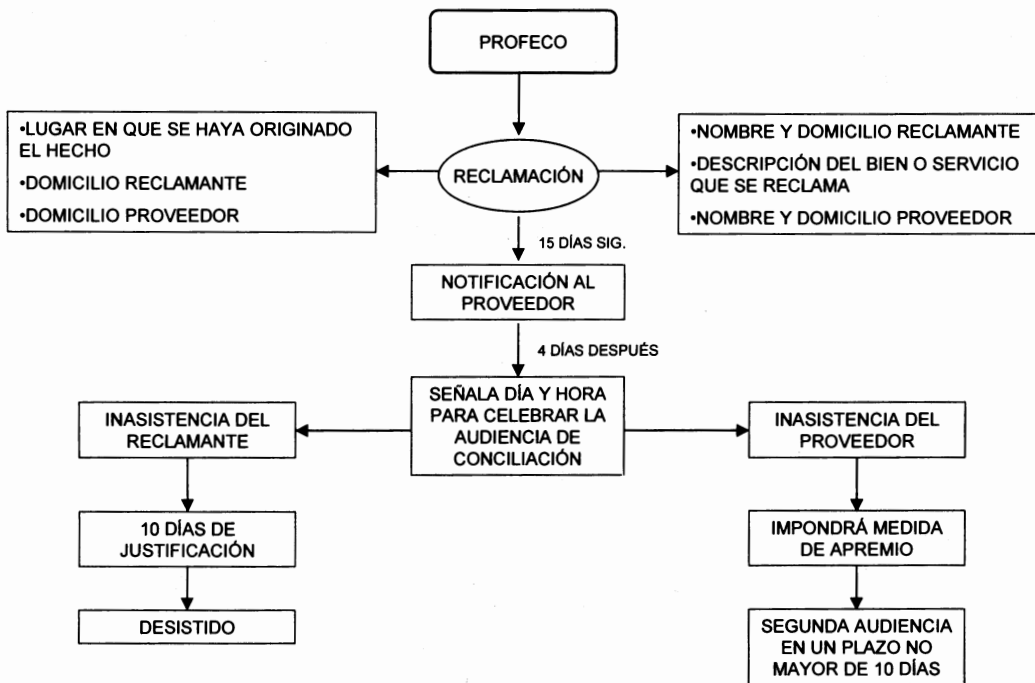 PROFECO
•LUGAR EN QUE SE HAYA ORIGINADO
EL HECHO
•DOMICILIO RECLAMANTE
•DOMICILIO PROVEEDOR
RECLAMACIÓN
•NOMBRE Y DOMICILIO RECLAMANTE
•DESCRIPCIÓN DEL BIEN O SERVICIO
QUE SE RECLAMA
•NOMBRE Y DOMICILIO PROVEEDOR
15 DÍAS SIG.
NOTIFICACIÓN AL
PROVEEDOR
4 DÍAS DESPUÉS
SEÑALA DÍA Y HORA
PARA CELEBRAR LA
AUDIENCIA DE
CONCILIACIÓN
INASISTENCIA DEL
RECLAMANTE
10 DÍAS DE
JUSTIFICACIÓN
DESISTIDO
INASISTENCIA DEL
PROVEEDOR
IMPONDRÁ MEDIDA
DE APREMIO
SEGUNDA AUDIENCIA
EN UN PLAZO NO
MAYOR DE 10 DÍAS